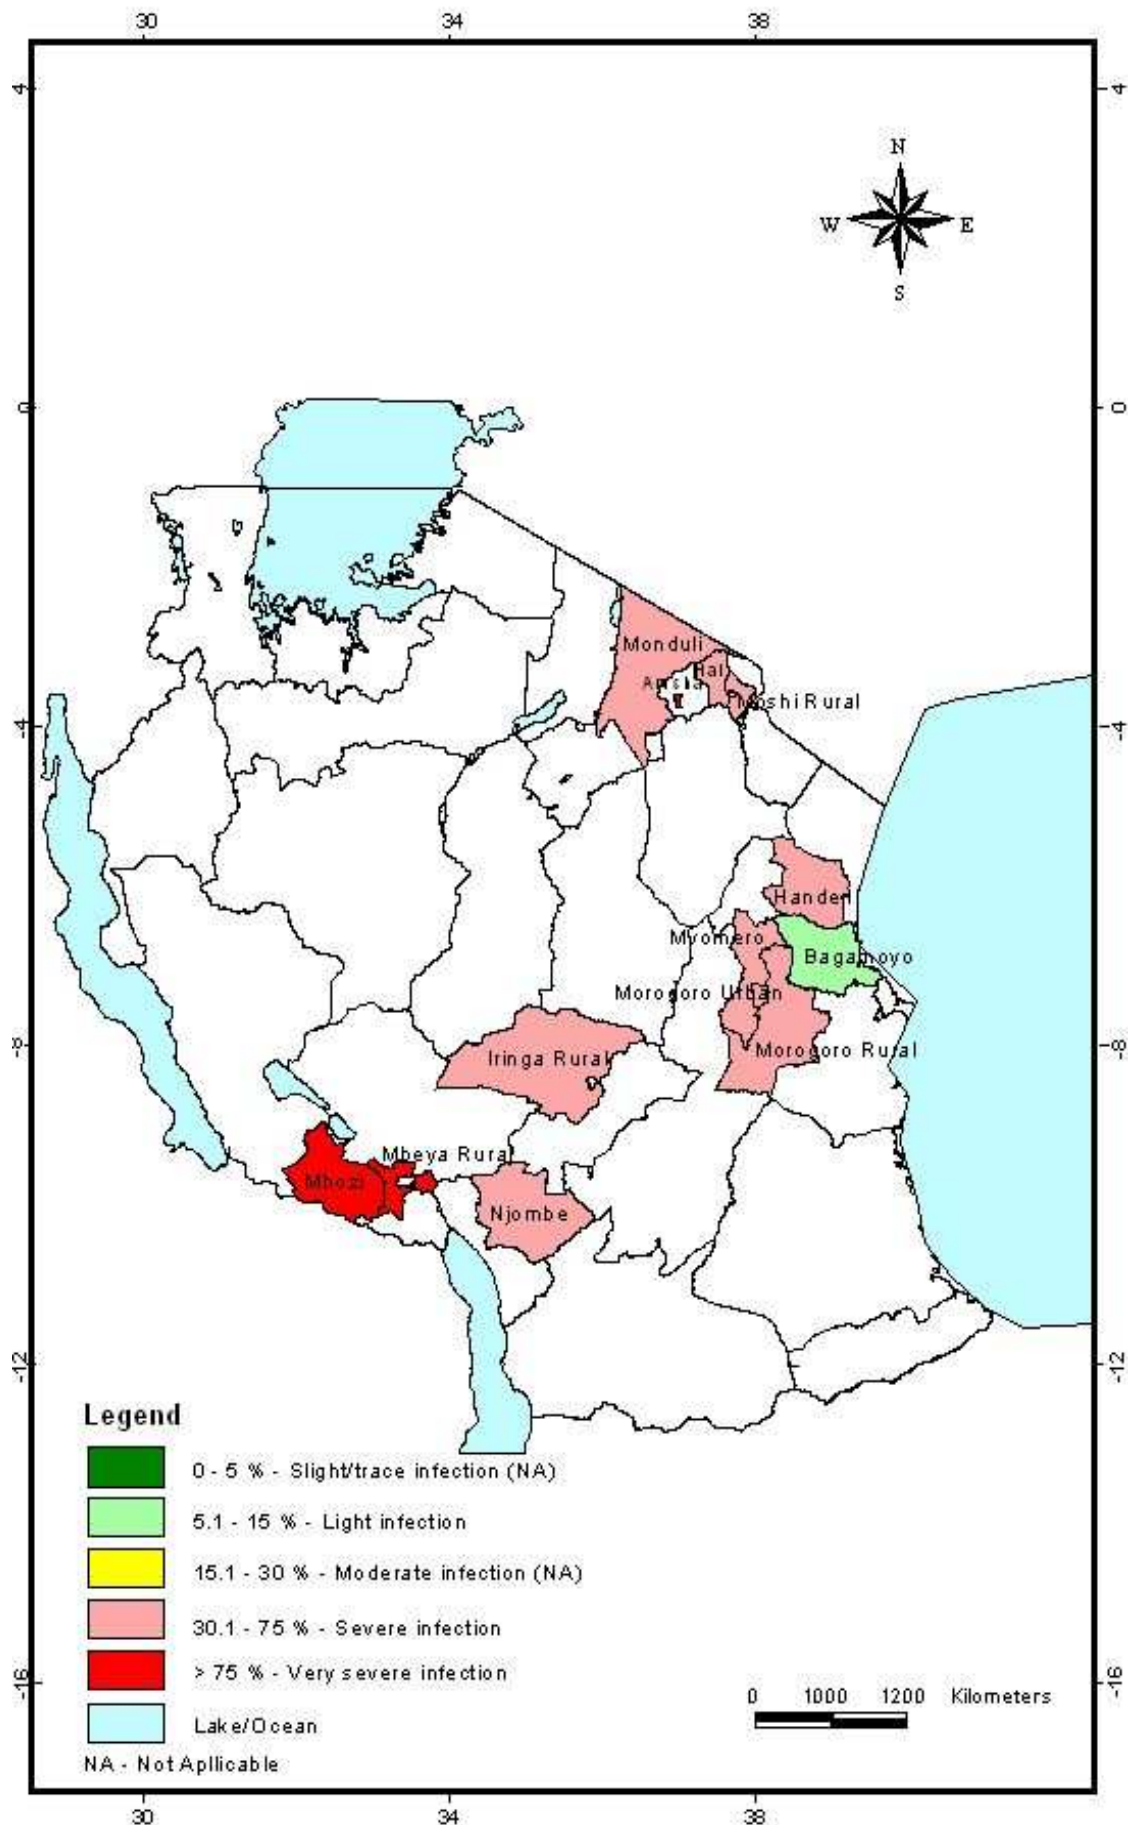 30 34 38
4 4
N
W E
S
0 0
Monduli
Hai
Arusha
Moshi Rural
-4 -4
Handeni
Mvomero
Bagamoyo
Morogoro Urban
-8 Iringa Rural Morogoro Rural -8
Mbeya Rural
Mbozi
Njombe
-12 -12
Legend
0 - 5 % - Slight/trace infection (NA)
5.1 - 15 % - Light infection
15.1 - 30 % - Moderate infection (NA)
30.1 - 75 % - Severe infection
> 75 % - Very severe infection
-16 -16
0 1000 1200 Kilometers
Lake/Ocean
NA - Not Apllicable
30 34 38